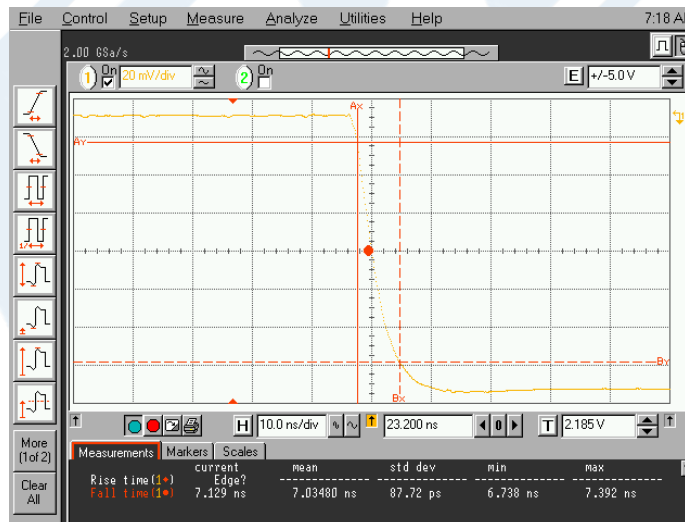 File Control Setup Measure Analyze Utilities Help 7:18 AM
2.00 GSa/s
1 On 20 mV/div 2 On E +/-5.0 V
Ax
Ay
By
Bx
More
(1of 2)
Clear
All
H 10.0 ns/div 23.200 ns 0 T 2.185 V
Measurements Markers Scales
current mean std dev min max
Rise time(1) Edge?
Fall time(1) 7.129 ns 7.03480 ns 87.72 ps 6.738 ns 7.392 ns